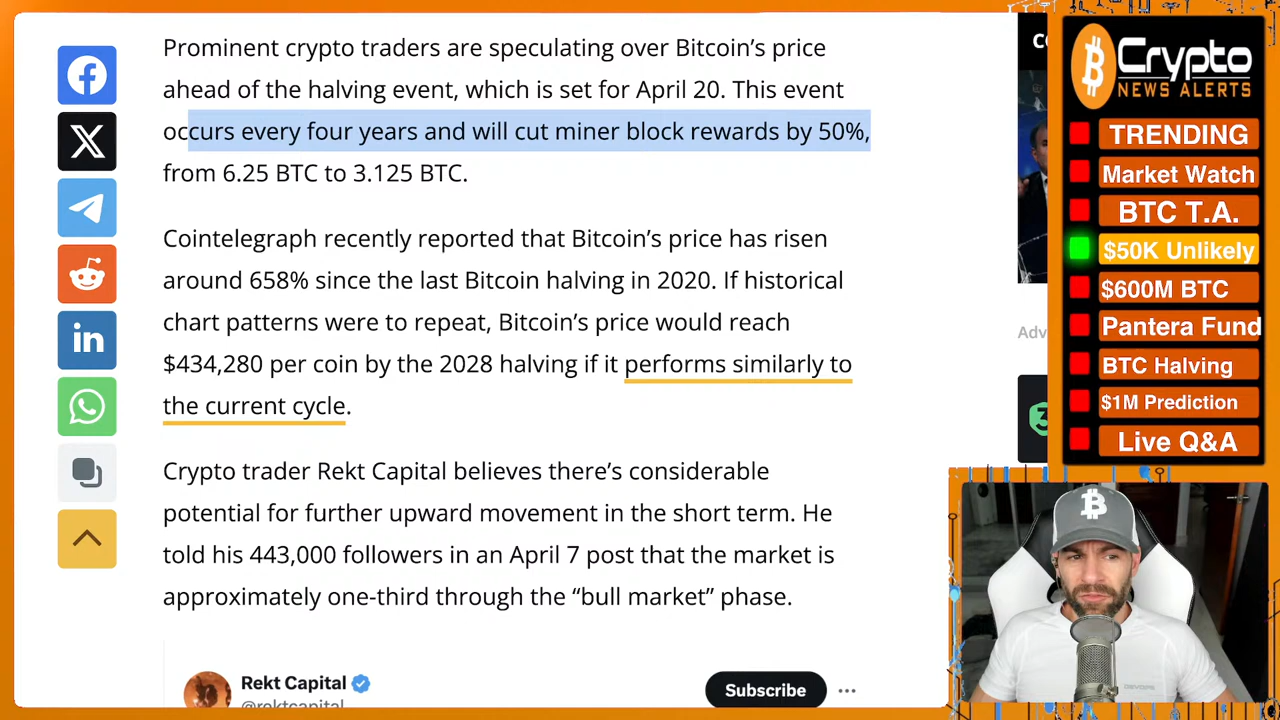 Prominent crypto traders are speculating over Bitcoin’s price
ahead of the halving event, which is set for April 20. This event
occurs every four years and will cut miner block rewards by 50%,
from 6.25 BTC to 3.125 BTC.
Cointelegraph recently reported that Bitcoin’s price has risen
around 658% since the last Bitcoin halving in 2020. If historical
chart patterns were to repeat, Bitcoin’s price would reach
$434,280 per coin by the 2028 halving if it performs similarly to
the current cycle.
Crypto trader Rekt Capital believes there’s considerable
potential for further upward movement in the short term. He
told his 443,000 followers in an April 7 post that the market is
approximately one-third through the “bull market” phase.
Rekt Capital
@rektcapital
Subscribe
Adv
Crypto
NEWS ALERTS
TRENDING
Market Watch
BTC T.A.
$50K Unlikely
$600M BTC
Pantera Fund
BTC Halving
$1M Prediction
Live Q&A